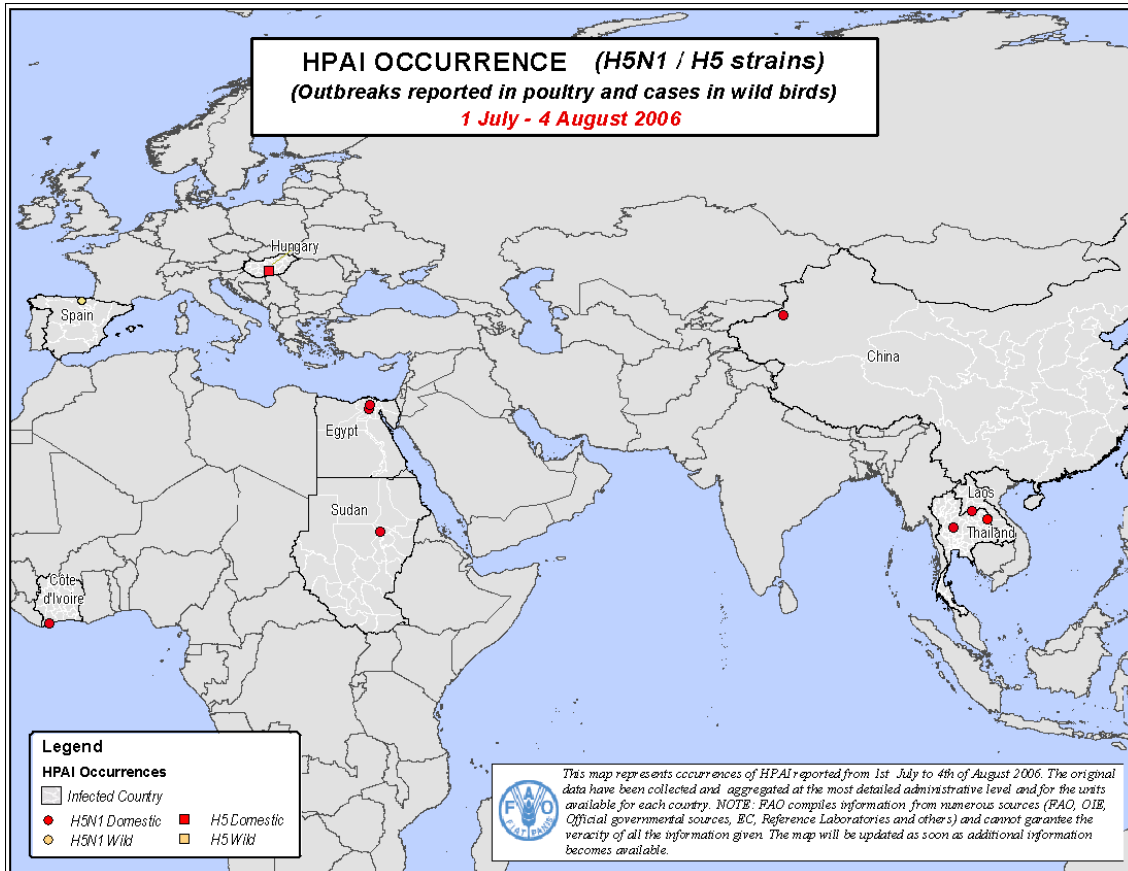 HPAI OCCURRENCE (H5N1 / H5 strains)
(Outbreaks reported in poultry and cases in wild birds)
1 July - 4 August 2006
Hungary
Spain
China
Egypt
Laos
Sudan
Thailand
Côte
d'Ivoire
Legend
HPAI Occurrences
Infected Country
H5N1 Domestic
H5 Domestic
H5N1 Wild
H5 Wild
F A O
FIAT PANIS
This map represents occurrences of HPAI reported from 1st July to 4th of August 2006. The original
data have been collected and aggregated at the most detailed administrative level and for the units
available for each country. NOTE: FAO compiles information from numerous sources (FAO, OIE,
Official governmental sources, EC, Reference Laboratories and others) and cannot garantee the
veracity of all the information given. The map will be updated as soon as additional information
becomes available.